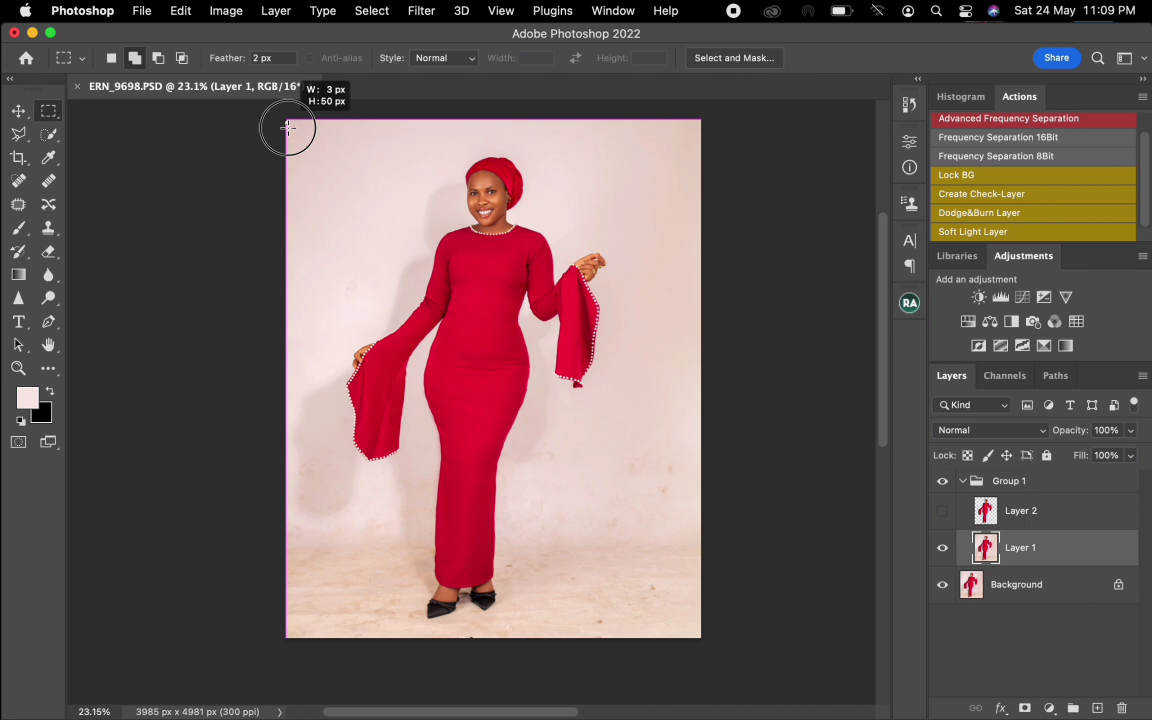 Photoshop File Edit Image Layer Type Select Filter 3D View Plugins Window Help Sat 24 May 11:09 PM
Adobe Photoshop 2022
Feather: 2 px Anti-alias Style: Normal Width: Height: Select and Mask... Share
× ERN_9698.PSD @ 23.1% (Layer 1, RGB/16*
W: 3 px
H: 50 px
Histogram Actions
Advanced Frequency Separation
Frequency Separation 16Bit
Frequency Separation 8Bit
Lock BG
Create Check-Layer
Dodge&Burn Layer
Soft Light Layer
Libraries Adjustments
Add an adjustment
RA
Layers Channels Paths
Kind
Normal Opacity: 100%
Lock: Fill: 100%
Group 1
Layer 2
Layer 1
Background
23.15% 3985 px x 4981 px (300 ppi)